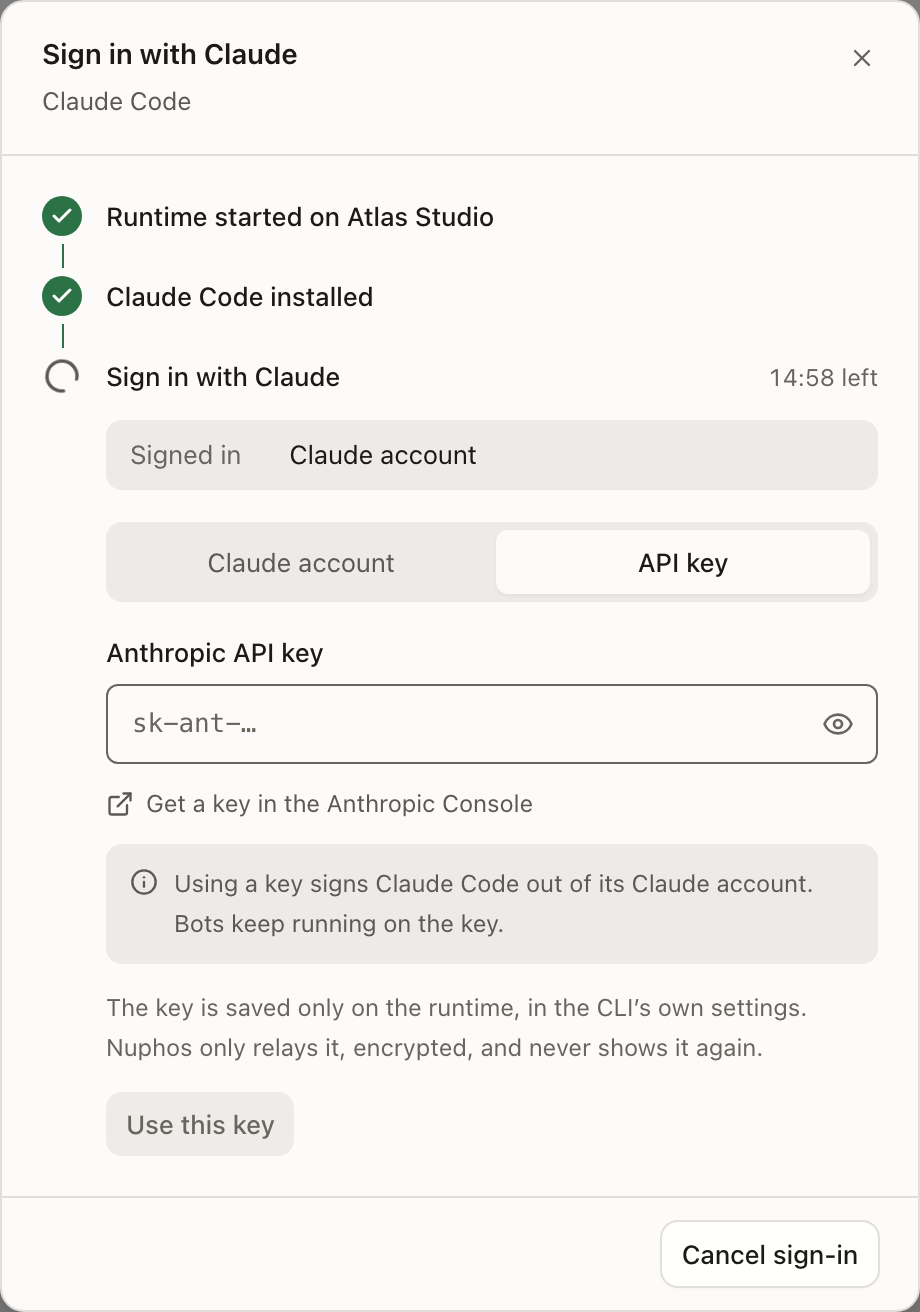 Sign in with Claude
Claude Code
Runtime started on Atlas Studio
Claude Code installed
Sign in with Claude
14:58 left
Signed in
Claude account
Claude account
API key
Anthropic API key
sk-ant-…
Get a key in the Anthropic Console
Using a key signs Claude Code out of its Claude account.
Bots keep running on the key.
The key is saved only on the runtime, in the CLI’s own settings.
Nuphos only relays it, encrypted, and never shows it again.
Use this key
Cancel sign-in